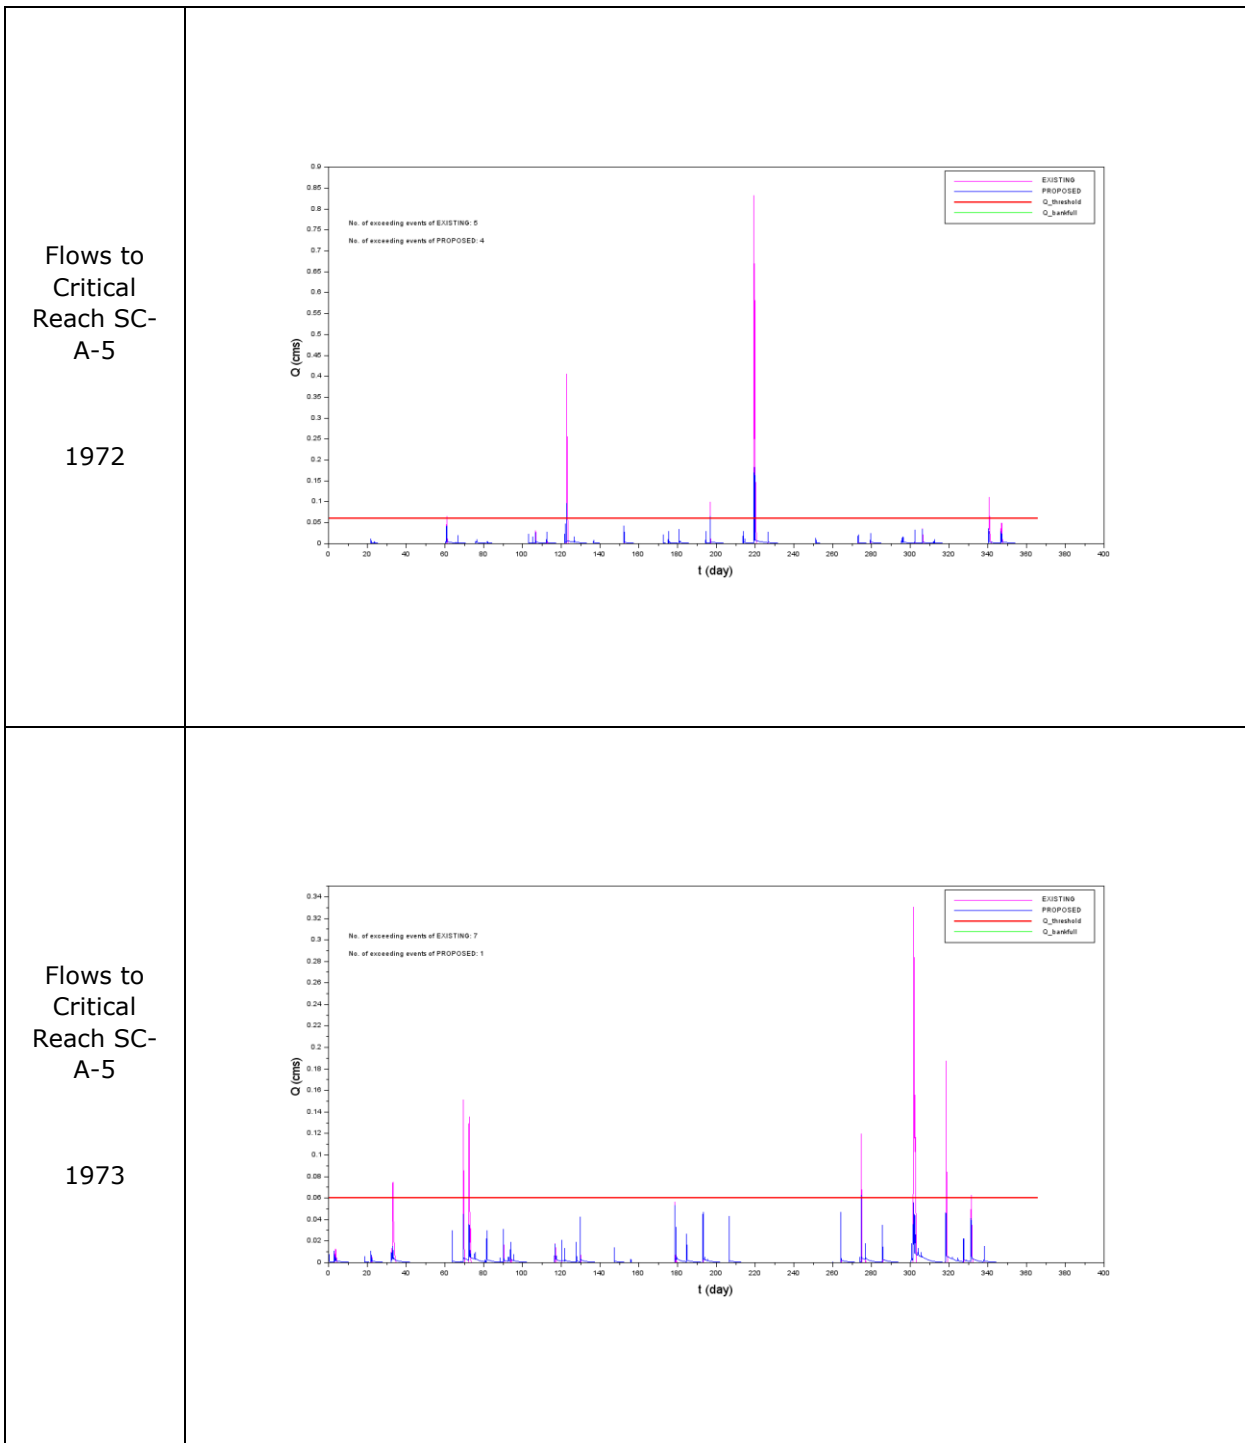 Flows to
Critical
Reach SC-
A-5
1972
0.9
0.85
0.8
0.75
0.7
0.65
0.6
0.55
0.5
0.45
0.4
0.35
0.3
0.25
0.2
0.15
0.1
0.05
0
Q (cms)
No. of exceeding events of EXISTING: 5
No. of exceeding events of PROPOSED: 4
EXISTING
PROPOSED
Q_threshold
Q_bankfull
0 20 40 60 80 100 120 140 160 180 200 220 240 260 280 300 320 340 360 380 400
t (day)
Flows to
Critical
Reach SC-
A-5
1973
0.34
0.32
0.3
0.28
0.26
0.24
0.22
0.2
0.18
0.16
0.14
0.12
0.1
0.08
0.06
0.04
0.02
0
Q (cms)
No. of exceeding events of EXISTING: 7
No. of exceeding events of PROPOSED: 1
EXISTING
PROPOSED
Q_threshold
Q_bankfull
0 20 40 60 80 100 120 140 160 180 200 220 240 260 280 300 320 340 360 380 400
t (day)